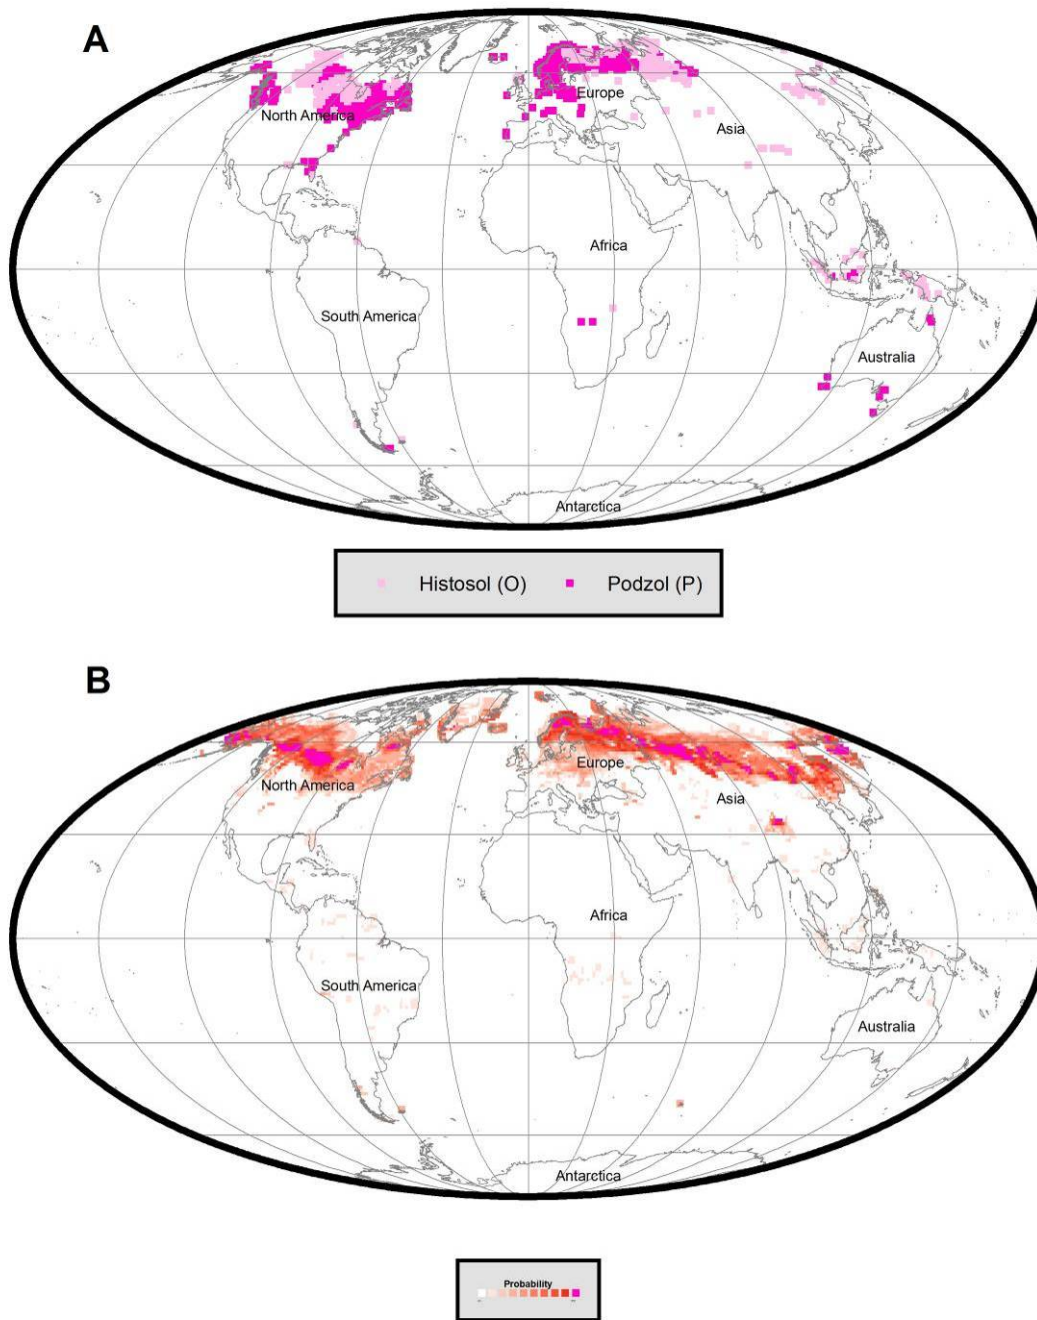 A
North America
Europe
Asia
Africa
South America
Australia
Antarctica
Histosol (O) Podzol (P)
B
North America
Europe
Asia
Africa
South America
Australia
Antarctica
Probability